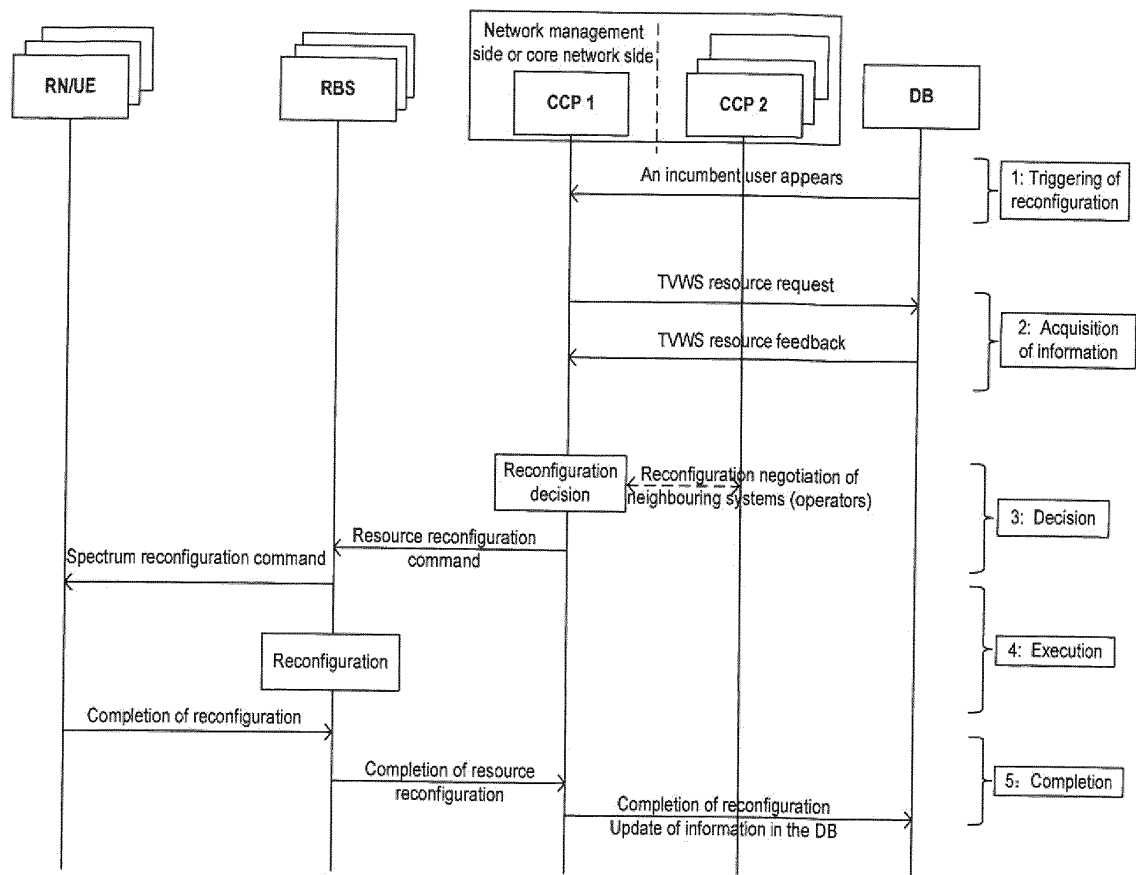 Network management
side or core network side
RN/UE
RBS
CCP 1
CCP 2
DB
An incumbent user appears
1: Triggering of
reconfiguration
TVWS resource request
TVWS resource feedback
2: Acquisition
of information
Reconfiguration
decision
Reconfiguration negotiation of
neighbouring systems (operators)
3: Decision
Resource reconfiguration
command
Spectrum reconfiguration command
Reconfiguration
4: Execution
Completion of reconfiguration
Completion of resource
reconfiguration
5: Completion
Completion of reconfiguration
Update of information in the DB